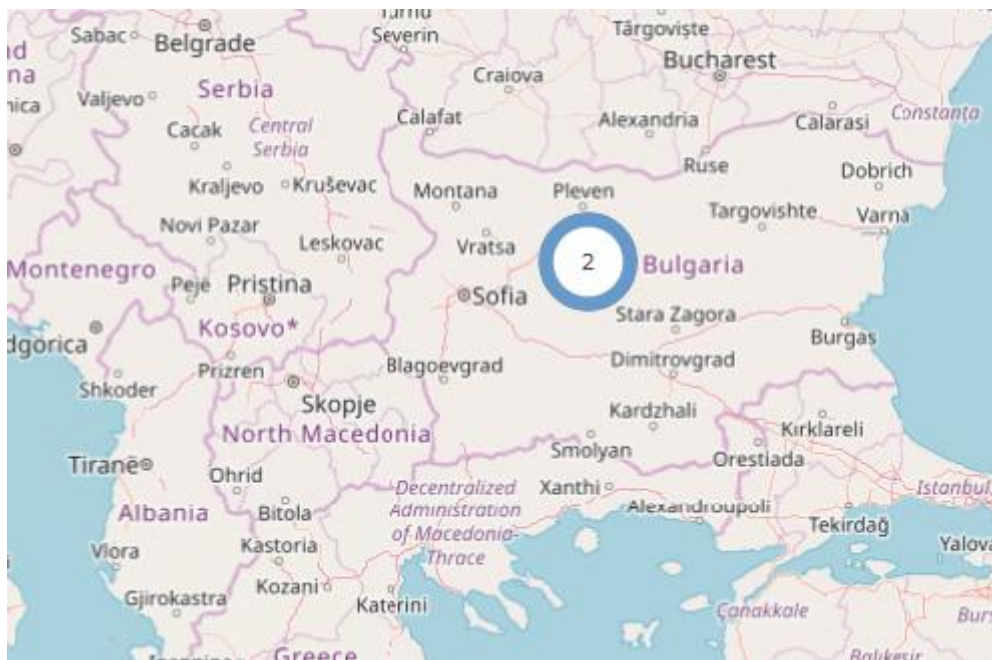 Sabac
Belgrade
Severin
Târgoviște
Bucharest
Craiova
Serbia
Valjevo
Calafat
Alexandria
Calarasi
Constanța
Cacak
Central
Serbia
Ruse
Dobrich
Kraljevo
Kruševac
Montana
Pleven
Targovishte
Varna
Novi Pazar
Leskovac
Vratsa
2
Bulgaria
Montenegro
Peje
Pristina
Sofia
Stara Zagora
Kosovo*
Burgas
dgorica
Prizren
Blagoevgrad
Dimitrovgrad
Shkoder
Skopje
Kardzhali
Kırklareli
North Macedonia
Smolyan
Orestiada
Tiranë
Ohrid
Decentralized
Administration
of Macedonia-
Thrace
Xanthi
Istanbul
Albania
Bitola
Alexandroupoli
Tekirdağ
Vlora
Kastoria
Yalova
Kozani
Gjirokastra
Katerini
Çanakkale
Greece
Balıkesir